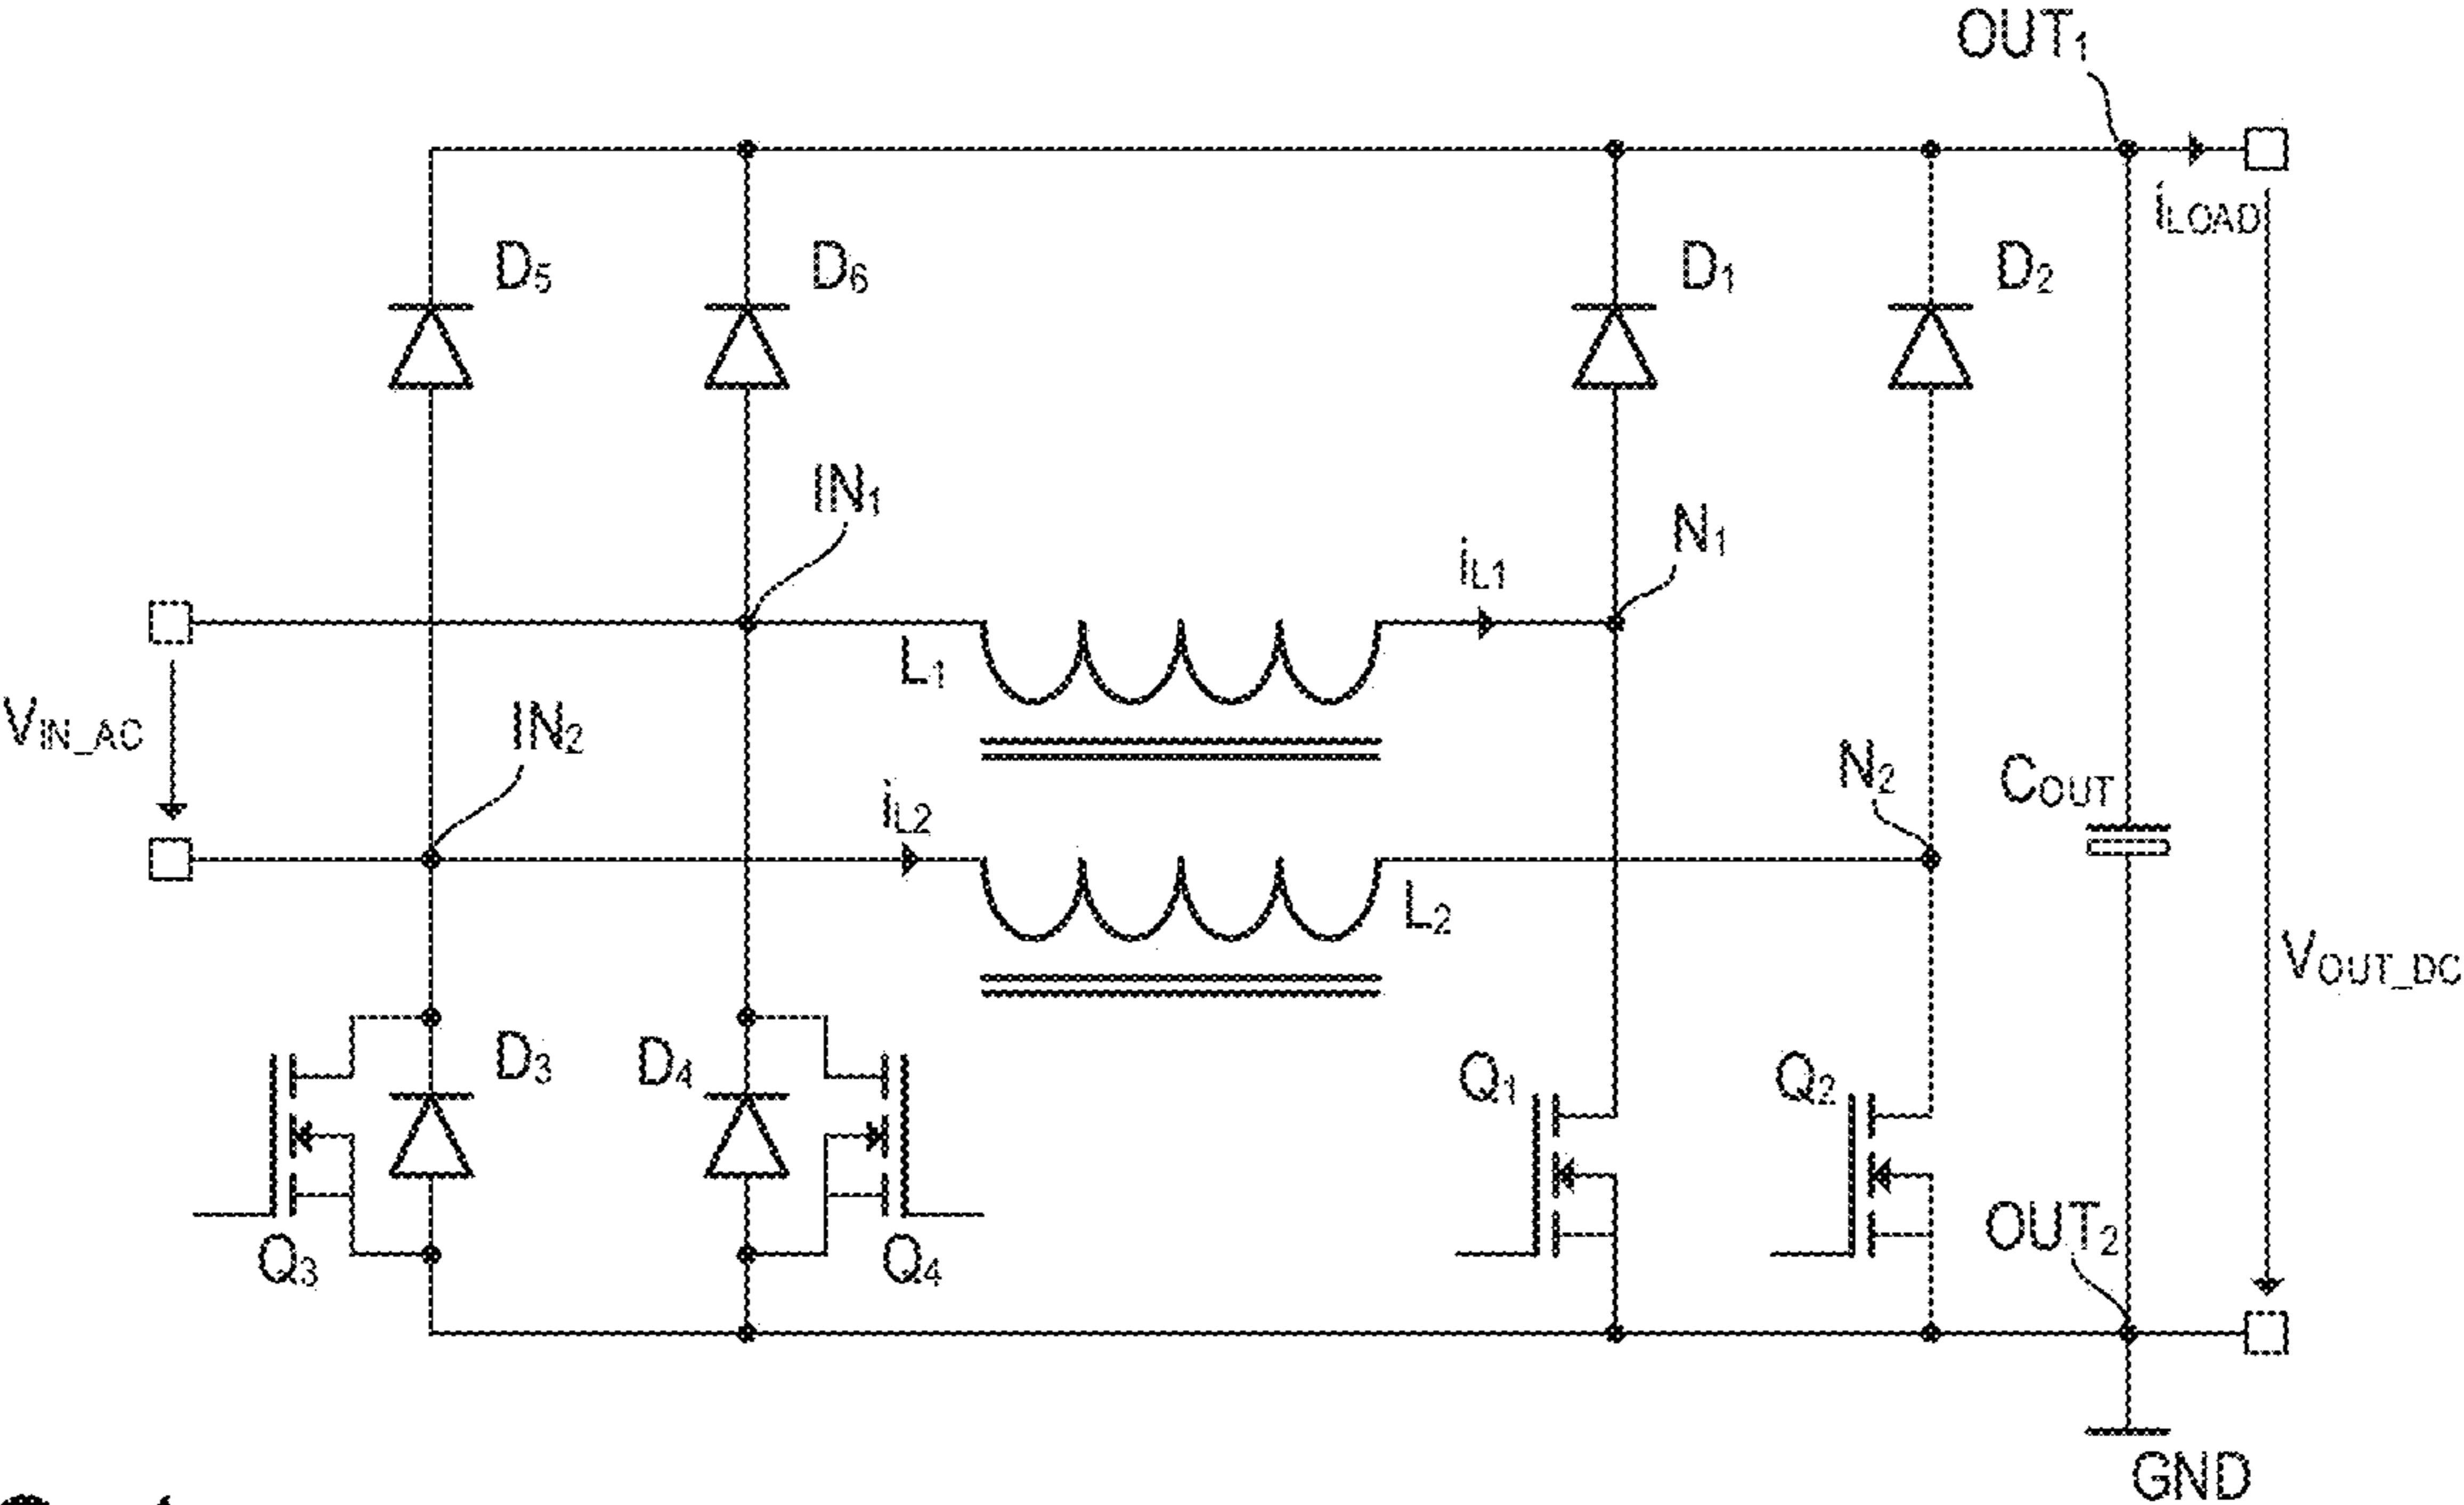 OUT₁
iLOAD
D₅
D₆
D₁
D₂
IN₁
N₁
iL1
L₁
VIN_AC
IN₂
N₂
COUT
iL2
L₂
VOUT_DC
D₃
D₄
Q₁
Q₂
OUT₂
Q₃
Q₄
GND